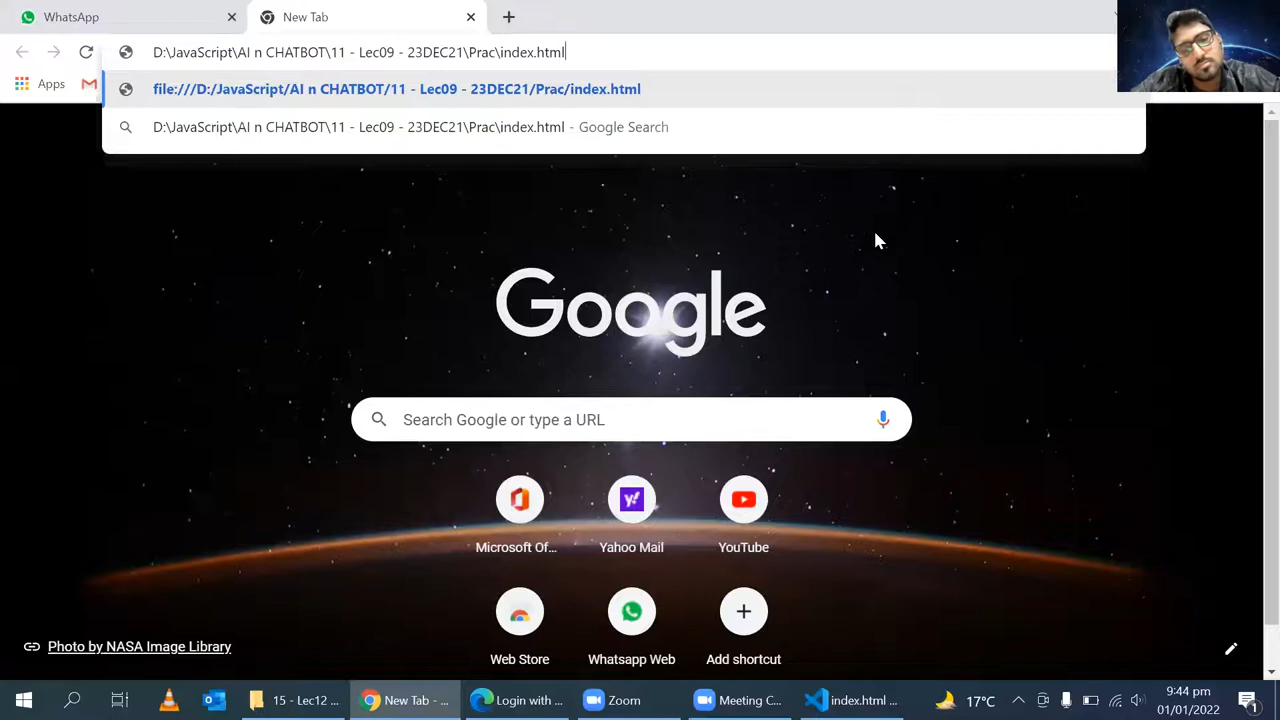 WhatsApp
New Tab
D:\JavaScript\AI n CHATBOT\11 - Lec09 - 23DEC21\Prac\index.html
Apps
file:///D:/JavaScript/AI n CHATBOT/11 - Lec09 - 23DEC21/Prac/index.html
D:\JavaScript\AI n CHATBOT\11 - Lec09 - 23DEC21\Prac\index.html - Google Search
Google
Search Google or type a URL
Microsoft Of...
Yahoo Mail
YouTube
Web Store
Whatsapp Web
Add shortcut
Photo by NASA Image Library
15 - Lec12 ...
New Tab - ...
Login with ...
Zoom
Meeting C...
index.html ...
17°C
9:44 pm
01/01/2022
1